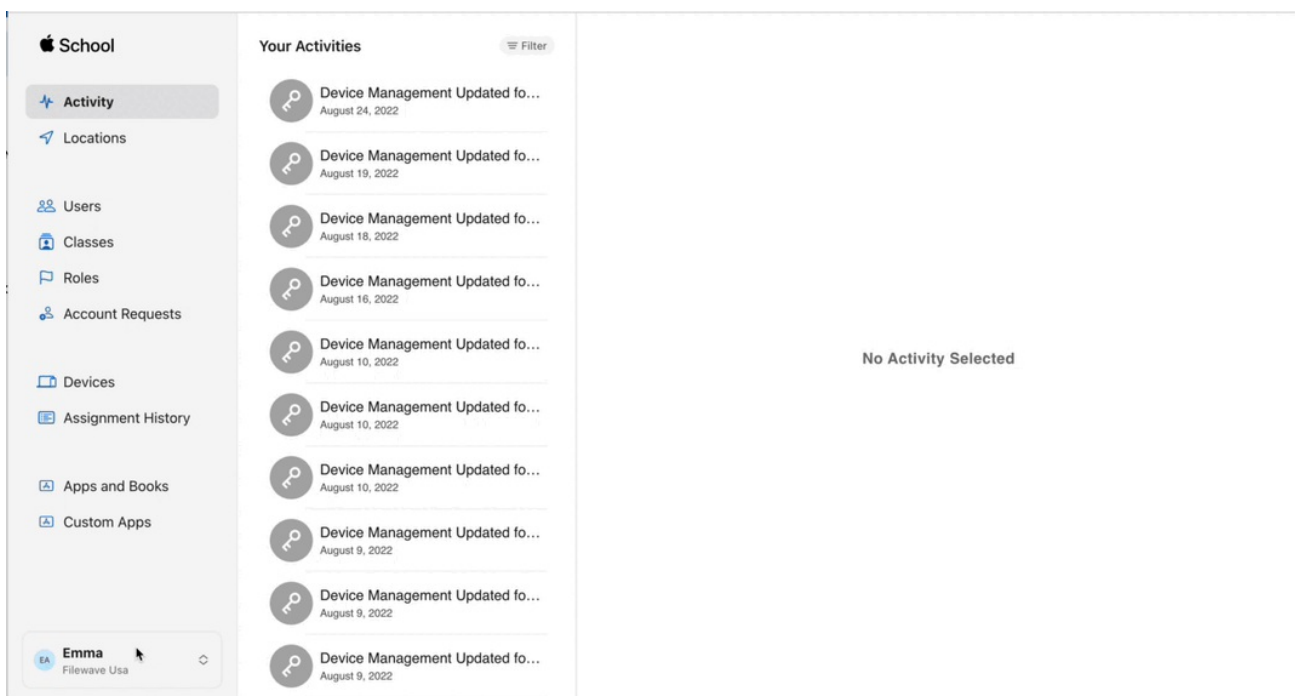 School
Activity
Locations
Users
Classes
Roles
Account Requests
Devices
Assignment History
Apps and Books
Custom Apps
EA
Emma
Filewave Usa
Your Activities
Filter
Device Management Updated fo...
August 24, 2022
Device Management Updated fo...
August 19, 2022
Device Management Updated fo...
August 18, 2022
Device Management Updated fo...
August 16, 2022
Device Management Updated fo...
August 10, 2022
Device Management Updated fo...
August 10, 2022
Device Management Updated fo...
August 10, 2022
Device Management Updated fo...
August 9, 2022
Device Management Updated fo...
August 9, 2022
Device Management Updated fo...
August 9, 2022
No Activity Selected